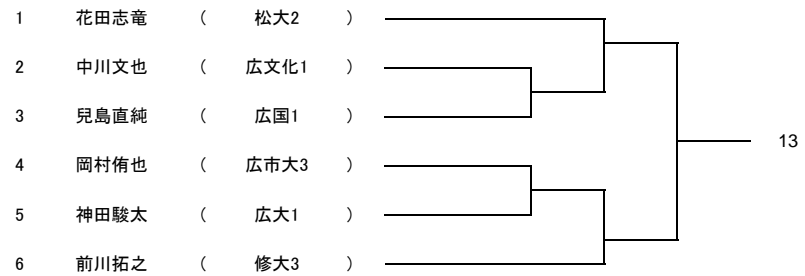 1 花田志竜 ( 松大2 )
2 中川文也 ( 広文化1 )
3 兒島直純 ( 広国1 )
13
4 岡村侑也 ( 広市大3 )
5 神田駿太 ( 広大1 )
6 前川拓之 ( 修大3 )